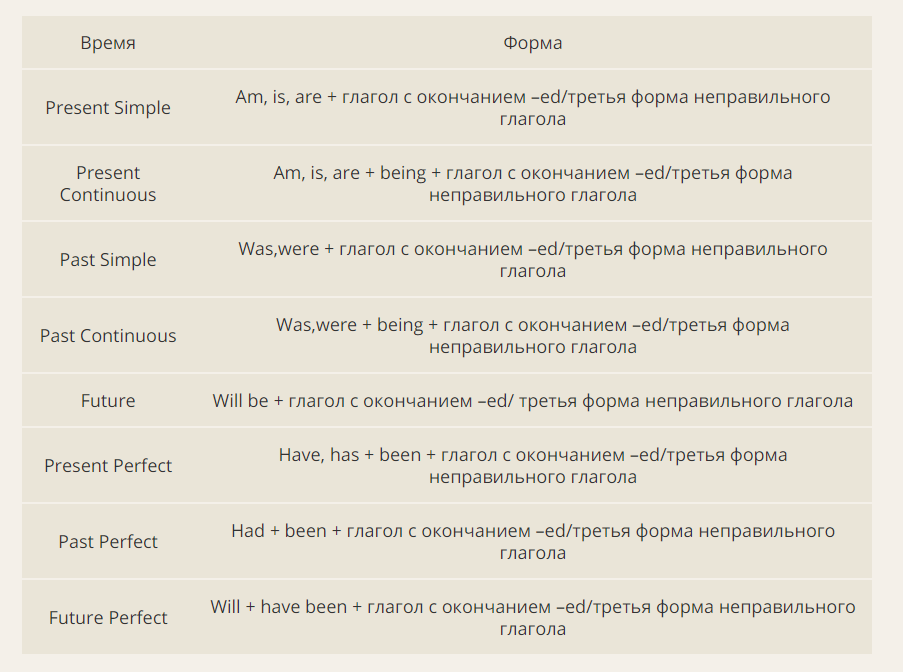 Время Форма
Present Simple
Am, is, are + глагол с окончанием –ed/третья форма неправильного
глагола
Present
Continuous
Am, is, are + being + глагол с окончанием –ed/третья форма
неправильного глагола
Past Simple
Was,were + глагол с окончанием –ed/третья форма неправильного
глагола
Past Continuous
Was,were + being + глагол с окончанием –ed/третья форма
неправильного глагола
Future
Will be + глагол с окончанием –ed/ третья форма неправильного глагола
Present Perfect
Have, has + been + глагол с окончанием –ed/третья форма
неправильного глагола
Past Perfect
Had + been + глагол с окончанием –ed/третья форма неправильного
глагола
Future Perfect
Will + have been + глагол с окончанием –ed/третья форма неправильного
глагола